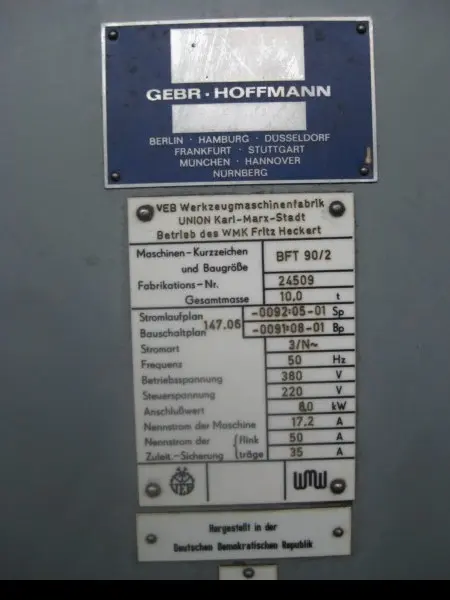 GEBR · HOFFMANN
BERLIN · HAMBURG · DÜSSELDORF
FRANKFURT · STUTTGART
MÜNCHEN · HANNOVER
NÜRNBERG
VEB Werkzeugmaschinenfabrik
UNION Karl-Marx-Stadt
Betrieb des WMK Fritz Heckert
Maschinen-Kurzzeichen und Baugröße BFT 90/2
Fabrikations-Nr. 24509
Gesamtmasse 10,0 t
Stromlaufplan 147.06 -0092:05-01 Sp
Bauschaltplan -0091:08-01 Bp
Stromart 3/N~
Frequenz 50 Hz
Betriebsspannung 380 V
Steuerspannung 220 V
Anschlußwert 8,0 kW
Nennstrom der Maschine 17.2 A
Nennstrom der { flink 50 A
Zuleit.-Sicherung { träge 35 A
VEB
WMW
Hergestellt in der
Deutschen Demokratischen Republik